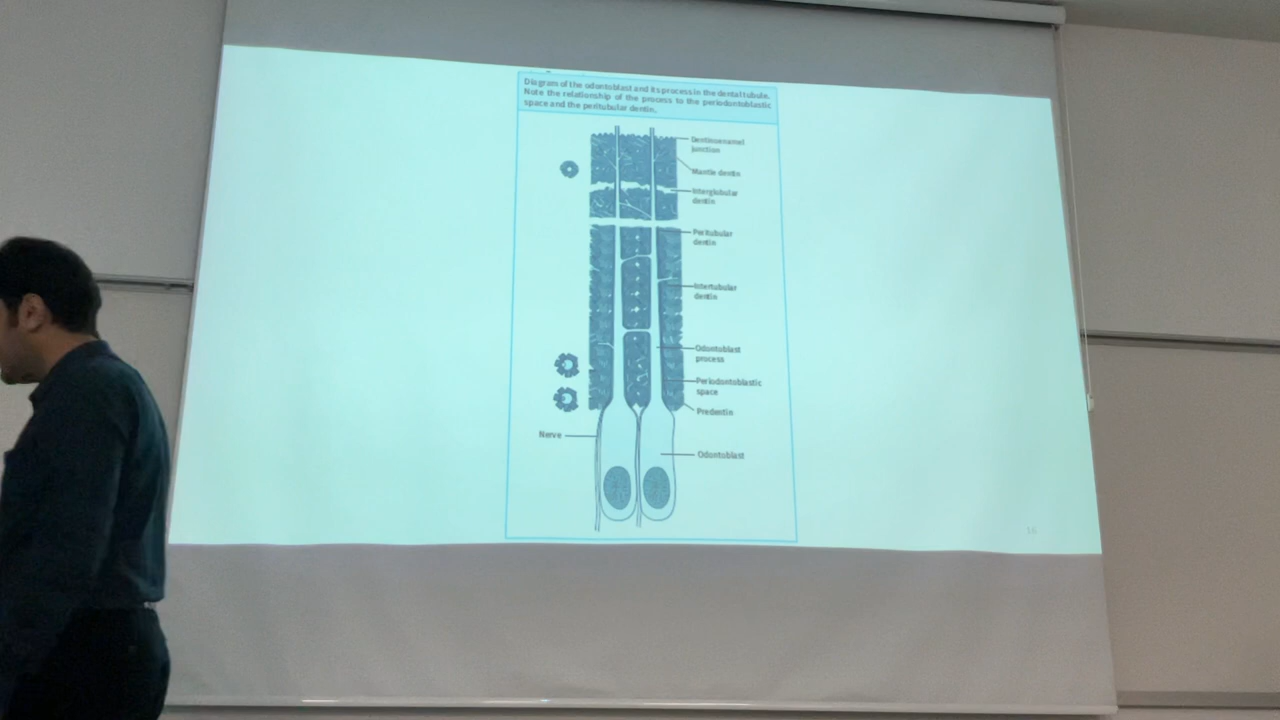 Diagram of the odontoblast and its process in the dental tubule.
Note the relationship of the process to the periodontoblastic
space and the peritubular dentin.
Dentinoenamel
junction
Mantle dentin
Interglobular
dentin
Peritubular
dentin
Intertubular
dentin
Odontoblast
process
Periodontoblastic
space
Predentin
Nerve
Odontoblast
16